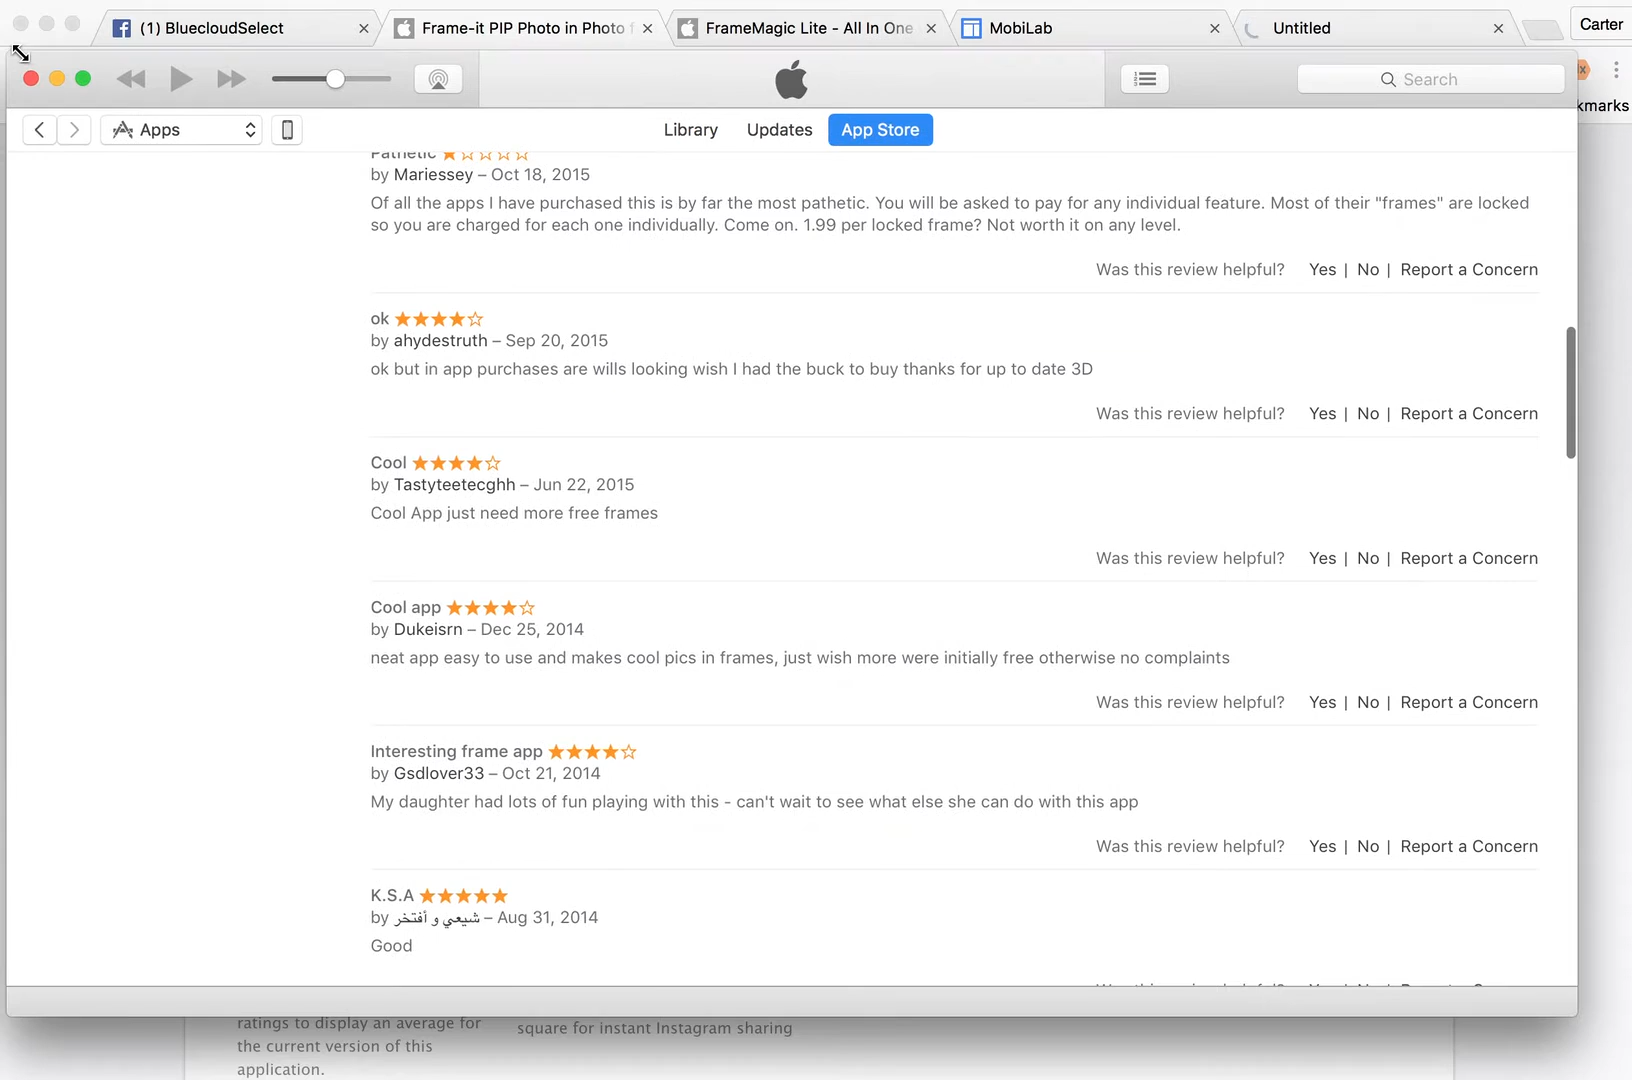 (1) BluecloudSelect
Frame-it PIP Photo in Photo f
FrameMagic Lite - All In One
MobiLab
Untitled
Carter
Search
kmarks
Apps
Library
Updates
App Store
Pathetic
by Mariessey – Oct 18, 2015
Of all the apps I have purchased this is by far the most pathetic. You will be asked to pay for any individual feature. Most of their "frames" are locked
so you are charged for each one individually. Come on. 1.99 per locked frame? Not worth it on any level.
Was this review helpful? Yes | No | Report a Concern
ok
by ahydestruth – Sep 20, 2015
ok but in app purchases are wills looking wish I had the buck to buy thanks for up to date 3D
Was this review helpful? Yes | No | Report a Concern
Cool
by Tastyteetecghh – Jun 22, 2015
Cool App just need more free frames
Was this review helpful? Yes | No | Report a Concern
Cool app
by Dukeisrn – Dec 25, 2014
neat app easy to use and makes cool pics in frames, just wish more were initially free otherwise no complaints
Was this review helpful? Yes | No | Report a Concern
Interesting frame app
by Gsdlover33 – Oct 21, 2014
My daughter had lots of fun playing with this - can't wait to see what else she can do with this app
Was this review helpful? Yes | No | Report a Concern
K.S.A
by شيعي و أفتخر – Aug 31, 2014
Good
ratings to display an average for
the current version of this
application.
square for instant Instagram sharing